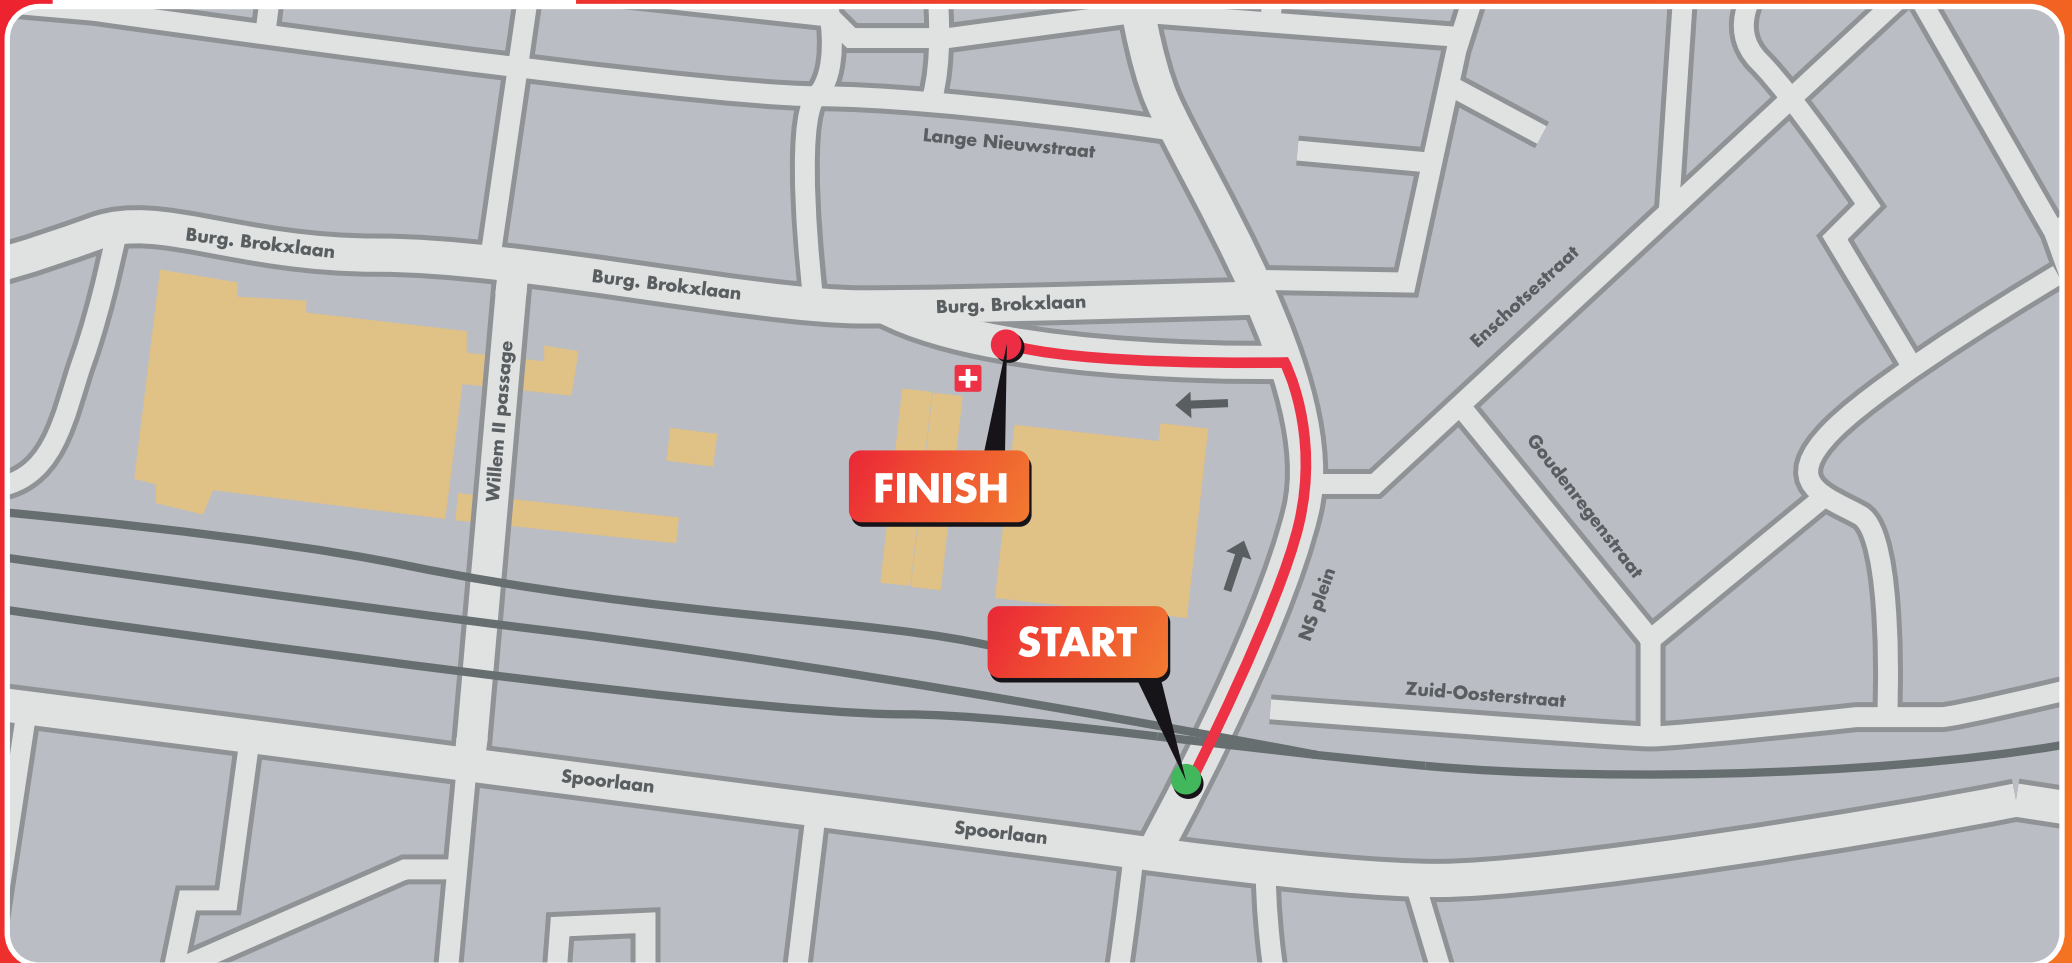 Lange Nieuwstraat
Burg. Brokxlaan
Burg. Brokxlaan
Burg. Brokxlaan
Enschotsestraat
Willem II passage
FINISH
Goudenregenstraat
NS plein
START
Zuid-Oosterstraat
Spoorlaan
Spoorlaan